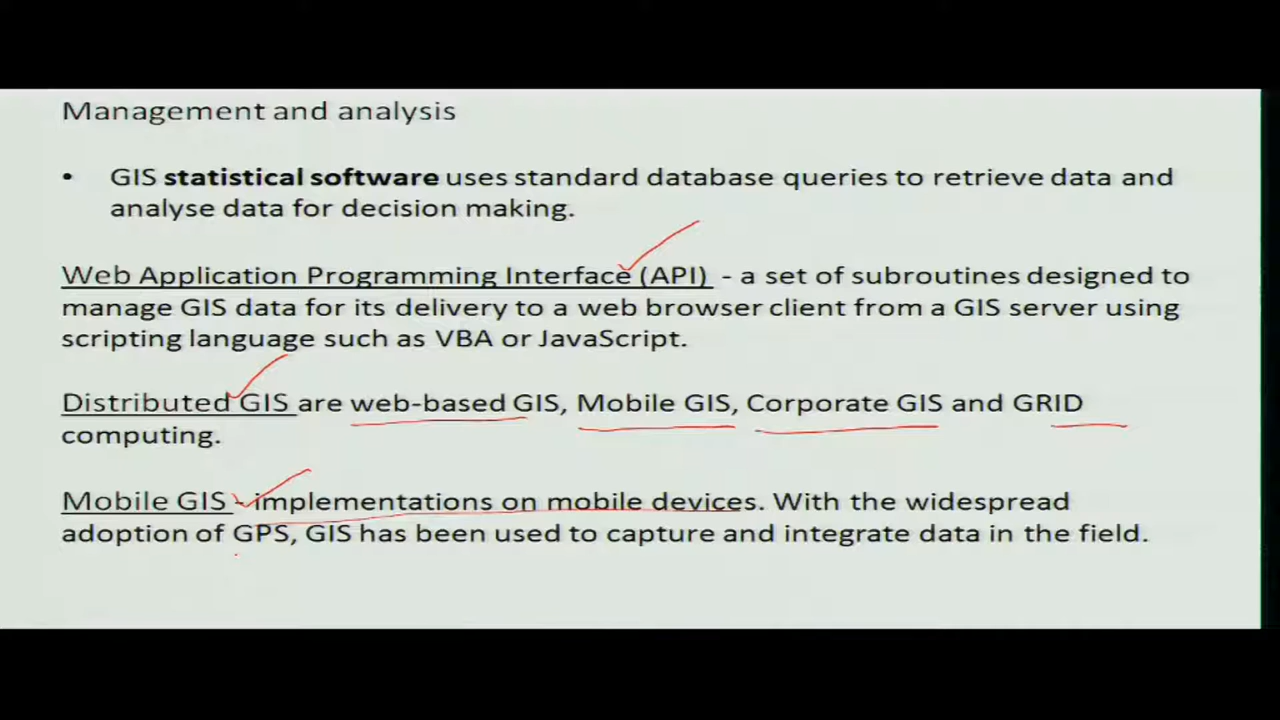 Management and analysis
• GIS statistical software uses standard database queries to retrieve data and
analyse data for decision making.
Web Application Programming Interface (API) - a set of subroutines designed to
manage GIS data for its delivery to a web browser client from a GIS server using
scripting language such as VBA or JavaScript.
Distributed GIS are web-based GIS, Mobile GIS, Corporate GIS and GRID
computing.
Mobile GIS - implementations on mobile devices. With the widespread
adoption of GPS, GIS has been used to capture and integrate data in the field.